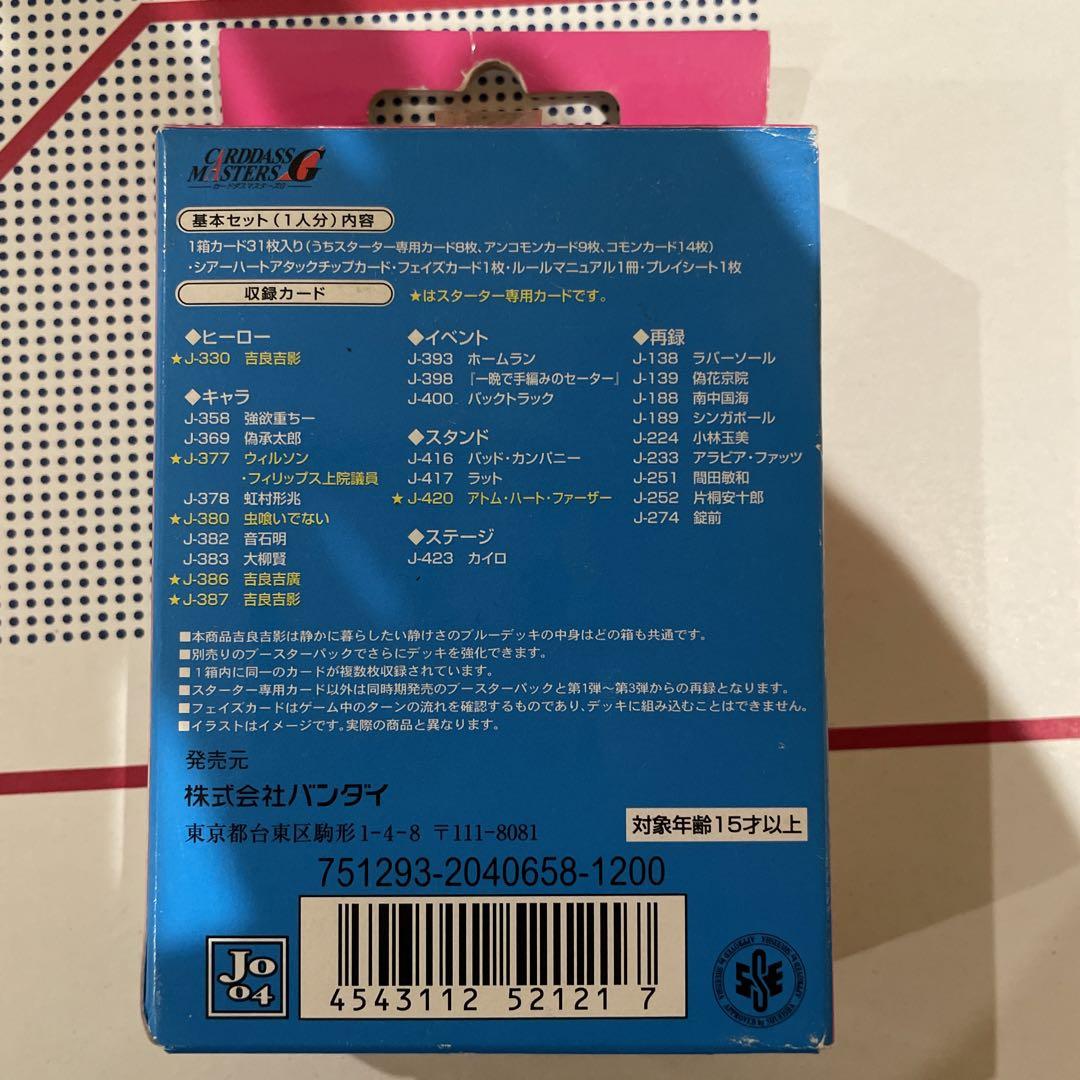 CARDDASS
MASTERS G
カードダスマスターズG
基本セット(1人分)内容
1箱カード31枚入り(うちスターター専用カード8枚、アンコモンカード9枚、コモンカード14枚)
・シアーハートアタックチップカード・フェイズカード1枚・ルールマニュアル1冊・プレイシート1枚
収録カード
★はスターター専用カードです。
◆ヒーロー
★J-330 吉良吉影
◆キャラ
J-358 強欲重ちー
J-369 偽承太郎
★J-377 ウィルソン
・フィリップス上院議員
J-378 虹村形兆
★J-380 虫喰いでない
J-382 音石明
J-383 大柳賢
★J-386 吉良吉廣
★J-387 吉良吉影
◆イベント
J-393 ホームラン
J-398 『一晩で手編みのセーター』
J-400 バックトラック
◆スタンド
J-416 バッド・カンパニー
J-417 ラット
★J-420 アトム・ハート・ファーザー
◆ステージ
J-423 カイロ
◆再録
J-138 ラバーソール
J-139 偽花京院
J-188 南中国海
J-189 シンガポール
J-224 小林玉美
J-233 アラビア・ファッツ
J-251 間田敏和
J-252 片桐安十郎
J-274 錠前
■本商品吉良吉影は静かに暮らしたい静けさのブルーデッキの中身はどの箱も共通です。
■別売りのブースターパックでさらにデッキを強化できます。
■1箱内に同一のカードが複数枚収録されています。
■スターター専用カード以外は同時期発売のブースターパックと第1弾〜第3弾からの再録となります。
■フェイズカードはゲーム中のターンの流れを確認するものであり、デッキに組み込むことはできません。
■イラストはイメージです。実際の商品と異なります。
発売元
株式会社バンダイ
東京都台東区駒形1-4-8 〒111-8081
対象年齢15才以上
751293-2040658-1200
Jo
04
4543112 521217
SSE
APPROVED by SHUEISHA